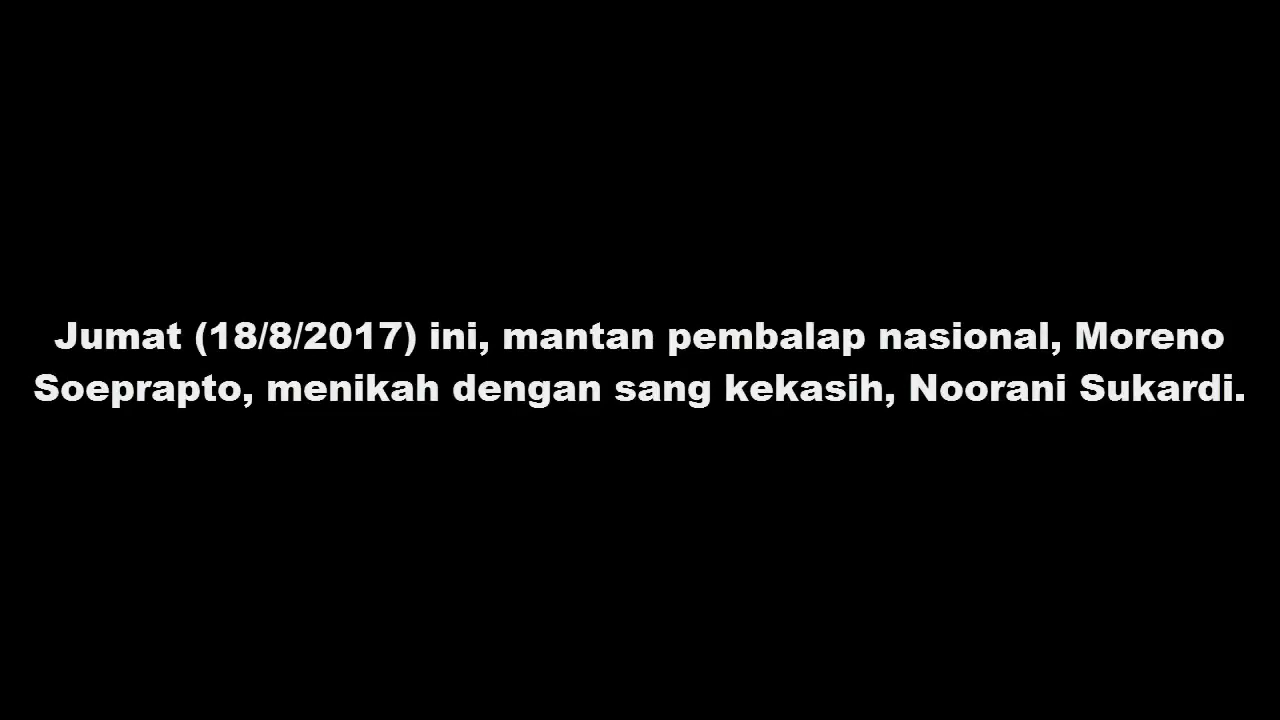 Jumat (18/8/2017) ini, mantan pembalap nasional, Moreno
Soeprapto, menikah dengan sang kekasih, Noorani Sukardi.